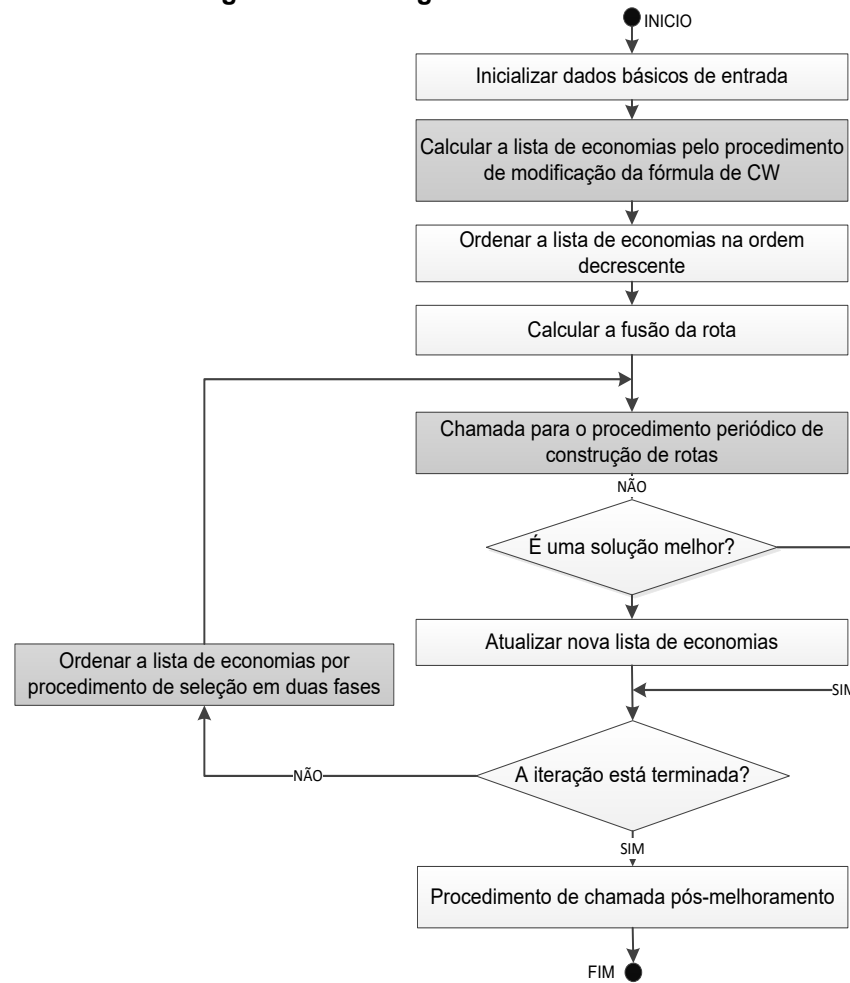 INICIO
Inicializar dados básicos de entrada
Calcular a lista de economias pelo procedimento
de modificação da fórmula de CW
Ordenar a lista de economias na ordem
decrescente
Calcular a fusão da rota
Chamada para o procedimento periódico de
construção de rotas
NÃO
É uma solução melhor?
Atualizar nova lista de economias
Ordenar a lista de economias por
procedimento de seleção em duas fases
SIM
A iteração está terminada?
NÃO
SIM
Procedimento de chamada pós-melhoramento
FIM